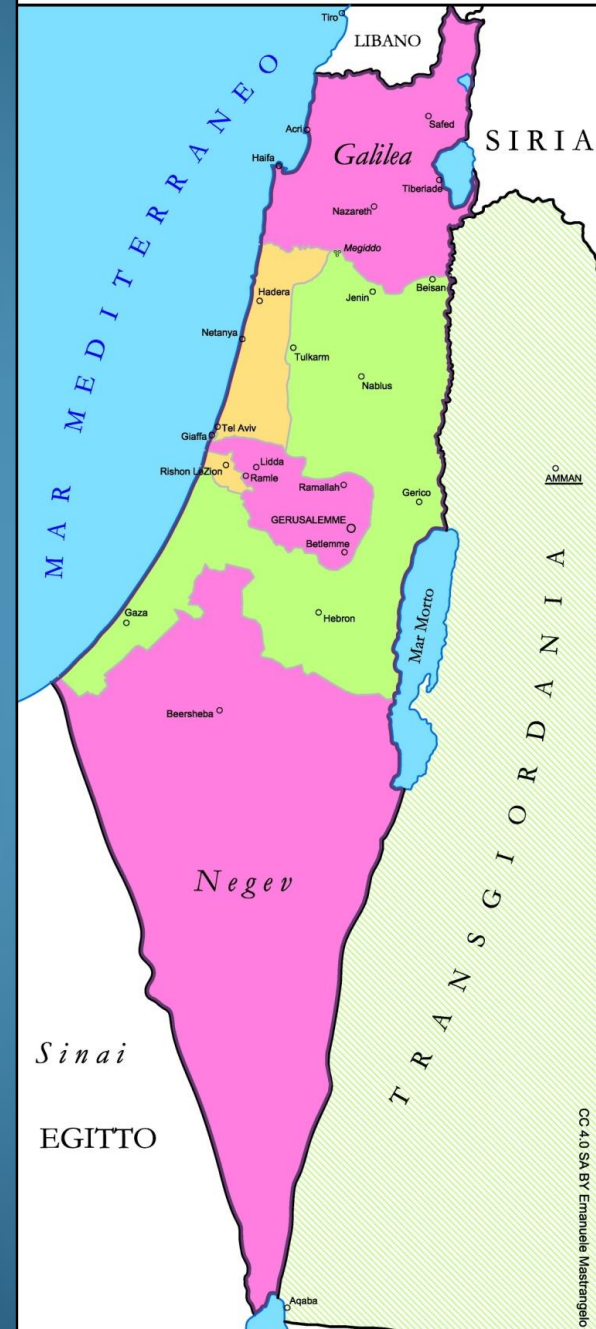 Tiro
LIBANO
MAR MEDITERRANEO
Safed
Acri
Galilea
SIRIA
Haifa
Tiberiade
Nazareth
Megiddo
Beisan
Hadera
Jenin
Netanya
Tulkarm
Nablus
Tel Aviv
Giaffa
Lidda
Rishon LeZion
Ramle
AMMAN
Ramallah
Gerico
GERUSALEMME
Betlemme
Gaza
Hebron
Mar Morto
TRANSGIORDANIA
Beersheba
Negev
Sinai
EGITTO
Aqaba
CC 4.0 SA BY Emanuele Mastrangelo